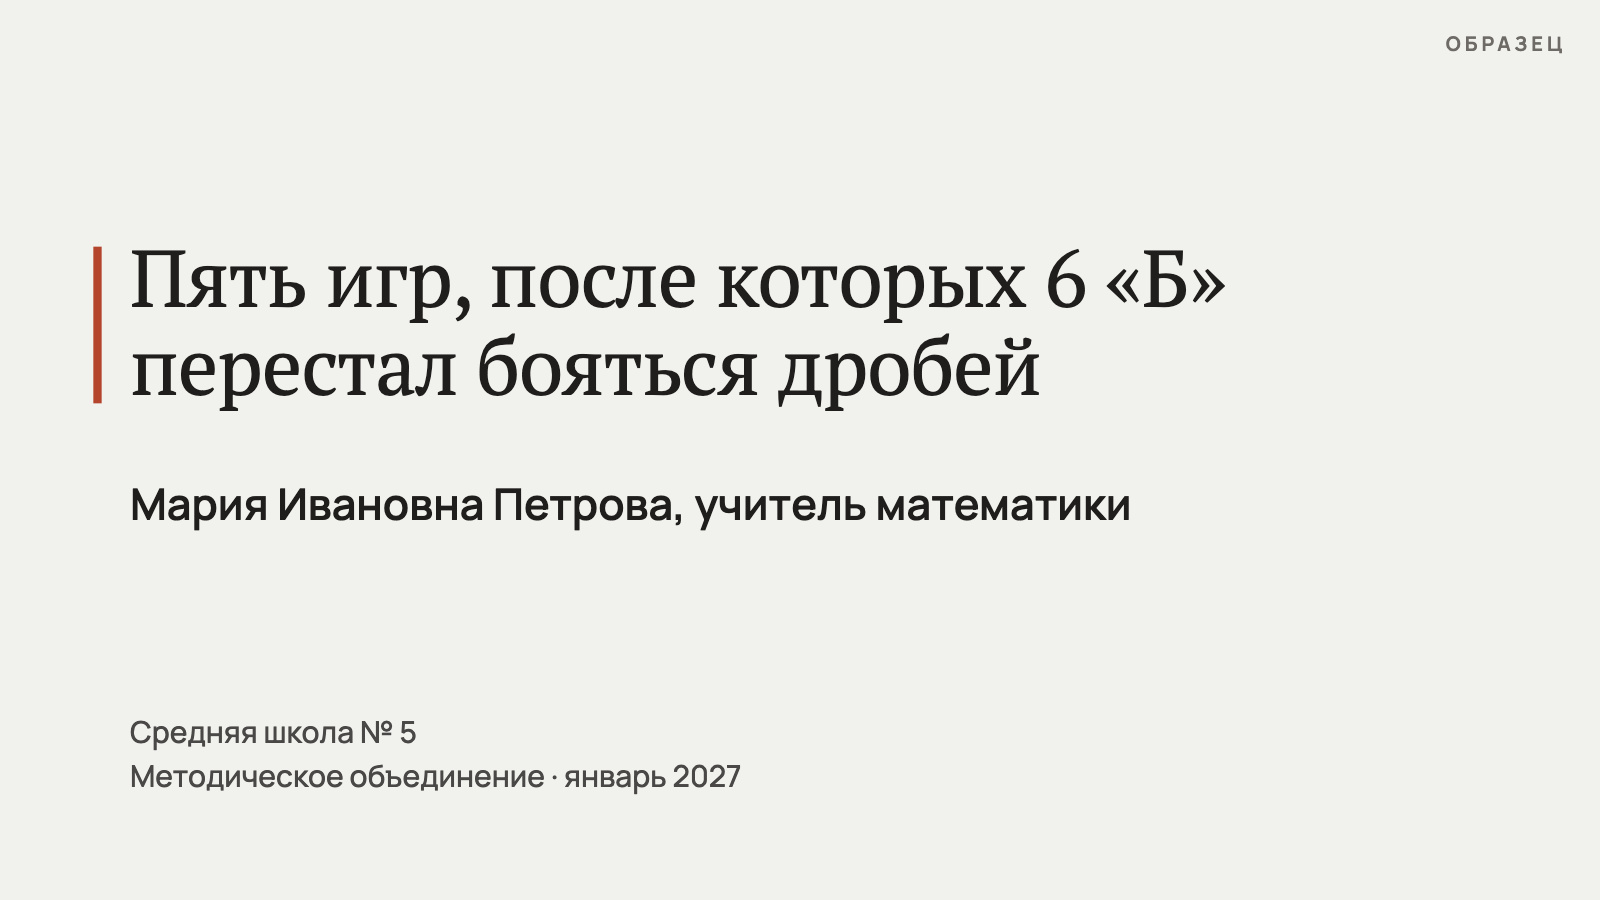 ОБРАЗЕЦ
Пять игр, после которых 6 «Б»
перестал бояться дробей
Мария Ивановна Петрова, учитель математики
Средняя школа № 5
Методическое объединение · январь 2027